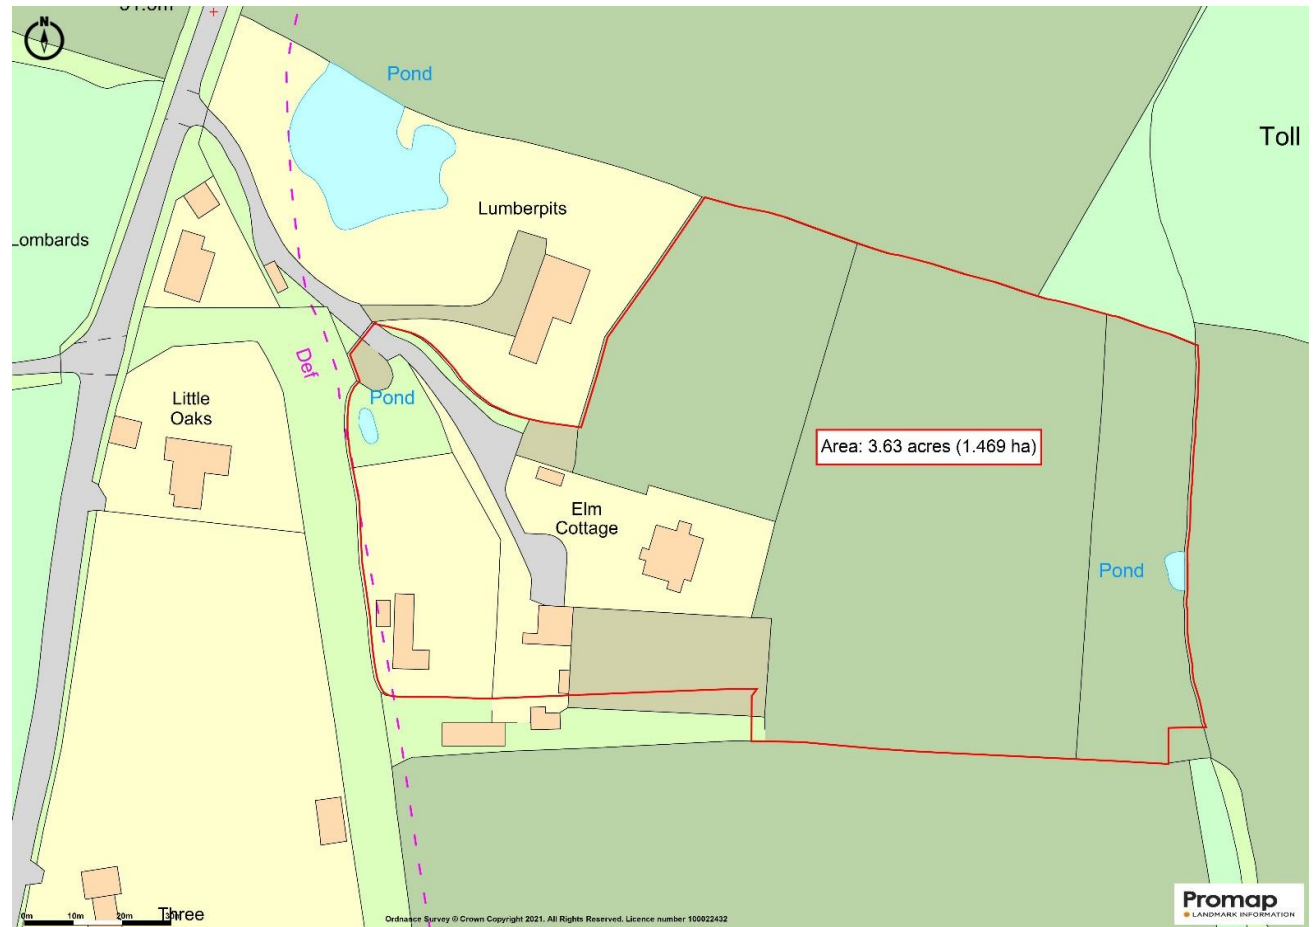 N
Pond
Toll
Lumberpits
Lombards
Def
Pond
Little
Oaks
Area: 3.63 acres (1.469 ha)
Elm
Cottage
Pond
Three
0m 10m 20m
Ordnance Survey © Crown Copyright 2021. All Rights Reserved. Licence number 100022432
Promap
LANDMARK INFORMATION